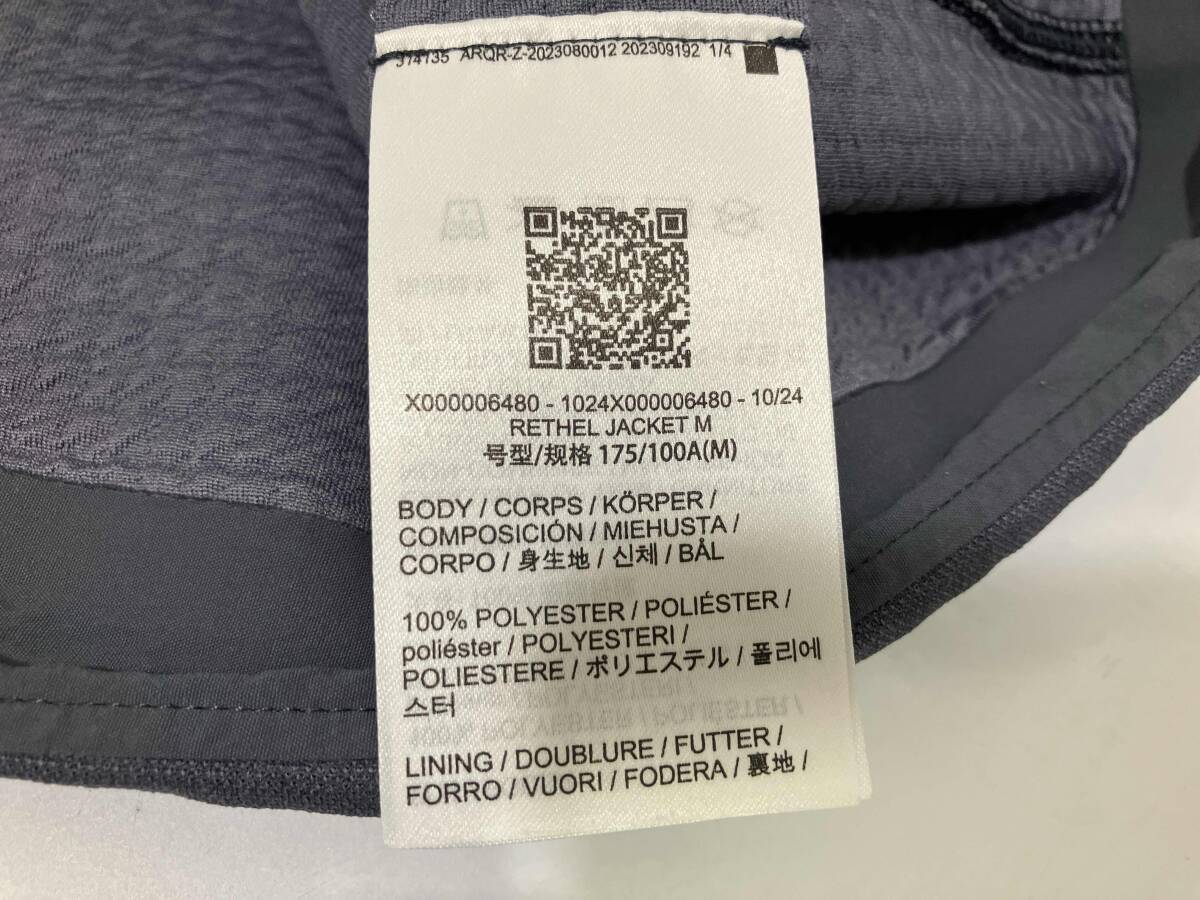 374135 ARQR-Z-2023080012 202309192 1/4
X000006480 - 1024X000006480 - 10/24
RETHEL JACKET M
号型/规格 175/100A(M)
BODY / CORPS / KÖRPER /
COMPOSICIÓN / MIEHUSTA /
CORPO / 身生地 / 신체 / BÅL
100% POLYESTER / POLIÉSTER /
poliéster / POLYESTERI /
POLIESTERE / ポリエステル / 폴리에
스터
LINING / DOUBLURE / FUTTER /
FORRO / VUORI / FODERA / 裏地 /